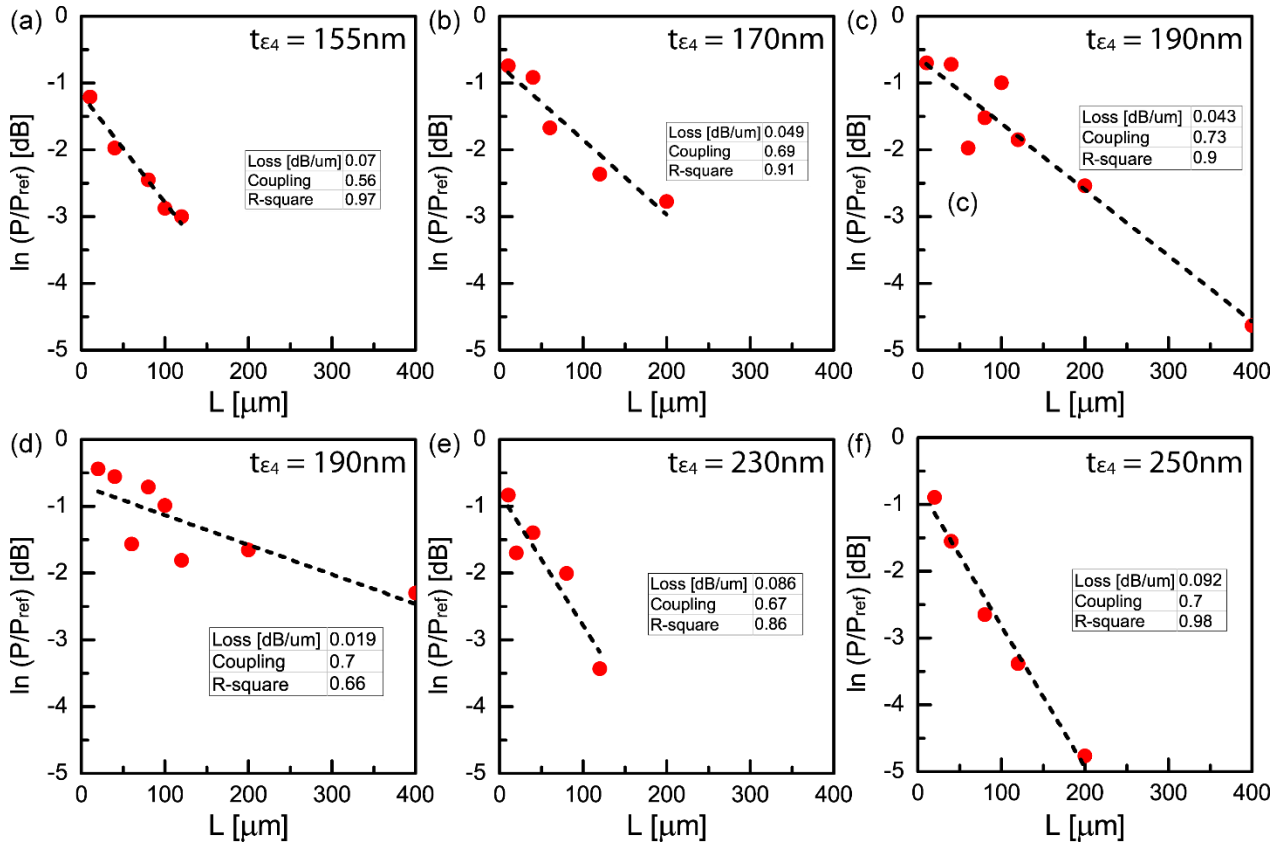 (a)
tε4 = 155nm
ln (P/Pref) [dB]
0
-1
-2
-3
-4
-5
Loss [dB/um] 0.07
Coupling 0.56
R-square 0.97
0 100 200 300 400
L [μm]
(b)
tε4 = 170nm
ln (P/Pref) [dB]
0
-1
-2
-3
-4
-5
Loss [dB/um] 0.049
Coupling 0.69
R-square 0.91
0 100 200 300 400
L [μm]
(c)
tε4 = 190nm
ln (P/Pref) [dB]
0
-1
-2
-3
-4
-5
Loss [dB/um] 0.043
Coupling 0.73
R-square 0.9
(c)
0 100 200 300 400
L [μm]
(d)
tε4 = 190nm
ln (P/Pref) [dB]
0
-1
-2
-3
-4
-5
Loss [dB/um] 0.019
Coupling 0.7
R-square 0.66
0 100 200 300 400
L [μm]
(e)
tε4 = 230nm
ln (P/Pref) [dB]
0
-1
-2
-3
-4
-5
Loss [dB/um] 0.086
Coupling 0.67
R-square 0.86
0 100 200 300 400
L [μm]
(f)
tε4 = 250nm
ln (P/Pref) [dB]
0
-1
-2
-3
-4
-5
Loss [dB/um] 0.092
Coupling 0.7
R-square 0.98
0 100 200 300 400
L [μm]